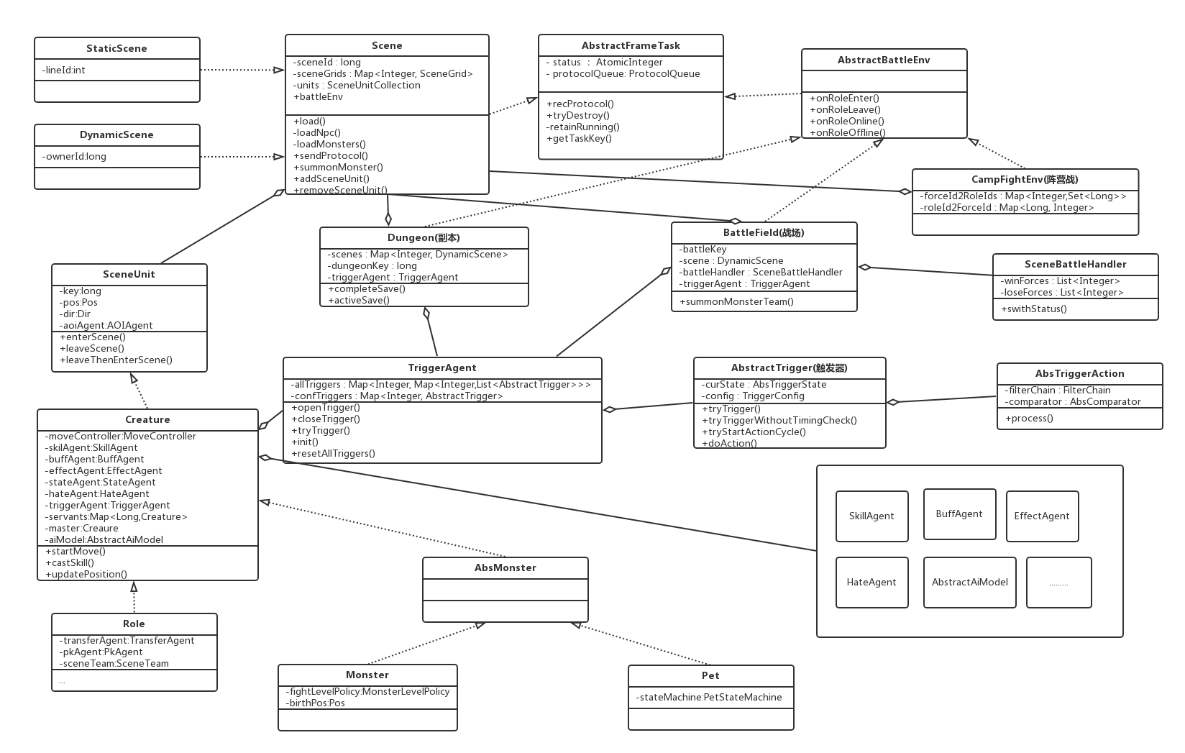 StaticScene
-lineId:int
DynamicScene
-ownerId:long
Scene
-sceneId : long
-sceneGrids : Map<Integer, SceneGrid>
-units : SceneUnitCollection
+battleEnv
+load()
-loadNpc()
-loadMonsters()
+sendProtocol()
+summonMonster()
+addSceneUnit()
+removeSceneUnit()
AbstractFrameTask
- status ： AtomicInteger
- protocolQueue: ProtocolQueue
+recProtocol()
+tryDestroy()
-retainRunning()
+getTaskKey()
AbstractBattleEnv
+onRoleEnter()
+onRoleLeave()
+onRoleOnline()
+onRoleOffline()
CampFightEnv(阵营战)
-forceId2RoleIds : Map<Integer,Set<Long>>
-roleId2ForceId : Map<Long, Integer>
Dungeon(副本)
-scenes : Map<Integer, DynamicScene>
-dungeonKey : long
-triggerAgent : TriggerAgent
+completeSave()
+activeSave()
BattleField(战场)
-battleKey
-scene : DynamicScene
-battleHandler : SceneBattleHandler
-triggerAgent : TriggerAgent
+summonMonsterTeam()
SceneBattleHandler
-winForces : List<Integer>
-loseForces : List<Integer>
+swithStatus()
SceneUnit
-key:long
-pos:Pos
-dir:Dir
-aoiAgent:AOIAgent
+enterScene()
+leaveScene()
+leaveThenEnterScene()
TriggerAgent
-allTriggers : Map<Integer, Map<Integer,List<AbstractTrigger>>>
-confTriggers : Map<Integer, AbstractTrigger>
+openTrigger()
+closeTrigger()
+tryTrigger()
+init()
+resetAllTriggers()
AbstractTrigger(触发器)
-curState : AbsTriggerState
-config : TriggerConfig
+tryTrigger()
+tryTriggerWithoutTimingCheck()
+tryStartActionCycle()
+doAction()
AbsTriggerAction
-filterChain : FilterChain
-comparator : AbsComparator
+process()
Creature
-moveController:MoveController
-skilAgent:SkillAgent
-buffAgent:BuffAgent
-effectAgent:EffectAgent
-stateAgent:StateAgent
-hateAgent:HateAgent
-triggerAgent:TriggerAgent
-servants:Map<Long,Creature>
-master:Creaure
-aiModel:AbstractAiModel
+startMove()
+castSkill()
+updatePosition()
SkillAgent
BuffAgent
EffectAgent
HateAgent
AbstractAiModel
.........
AbsMonster
Role
-transferAgent:TransferAgent
-pkAgent:PkAgent
-sceneTeam:SceneTeam
...
Monster
-fightLevelPolicy:MonsterLevelPolicy
-birthPos:Pos
Pet
-stateMachine:PetStateMachine